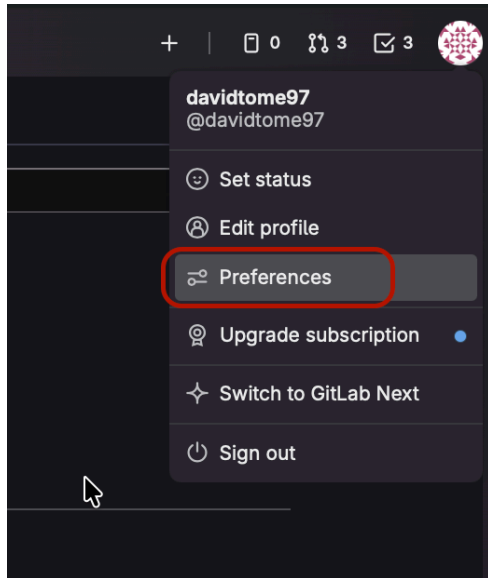 0 3 3
davidtome97
@davidtome97
Set status
Edit profile
Preferences
Upgrade subscription
Switch to GitLab Next
Sign out